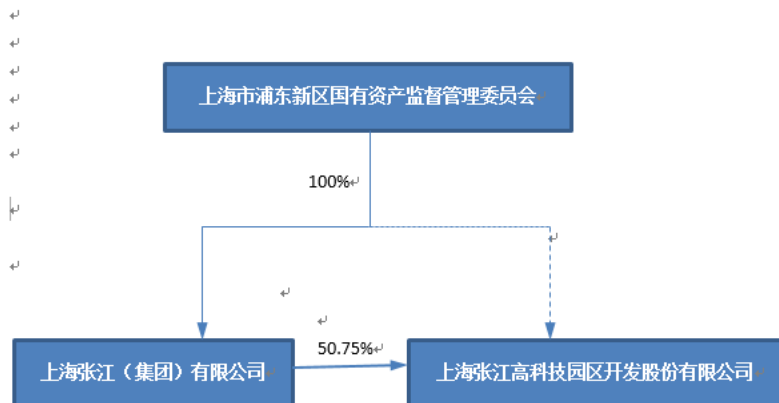 上海市浦东新区国有资产监督管理委员会
100%
50.75%
上海张江（集团）有限公司
上海张江高科技园区开发股份有限公司